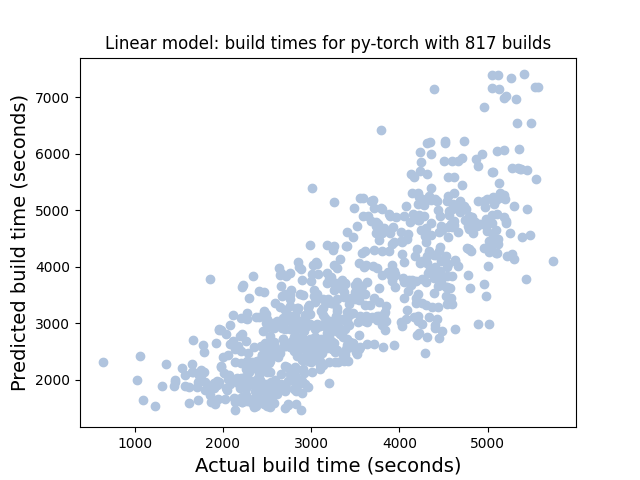 Linear model: build times for py-torch with 817 builds
Predicted build time (seconds)
7000
6000
5000
4000
3000
2000
1000 2000 3000 4000 5000
Actual build time (seconds)